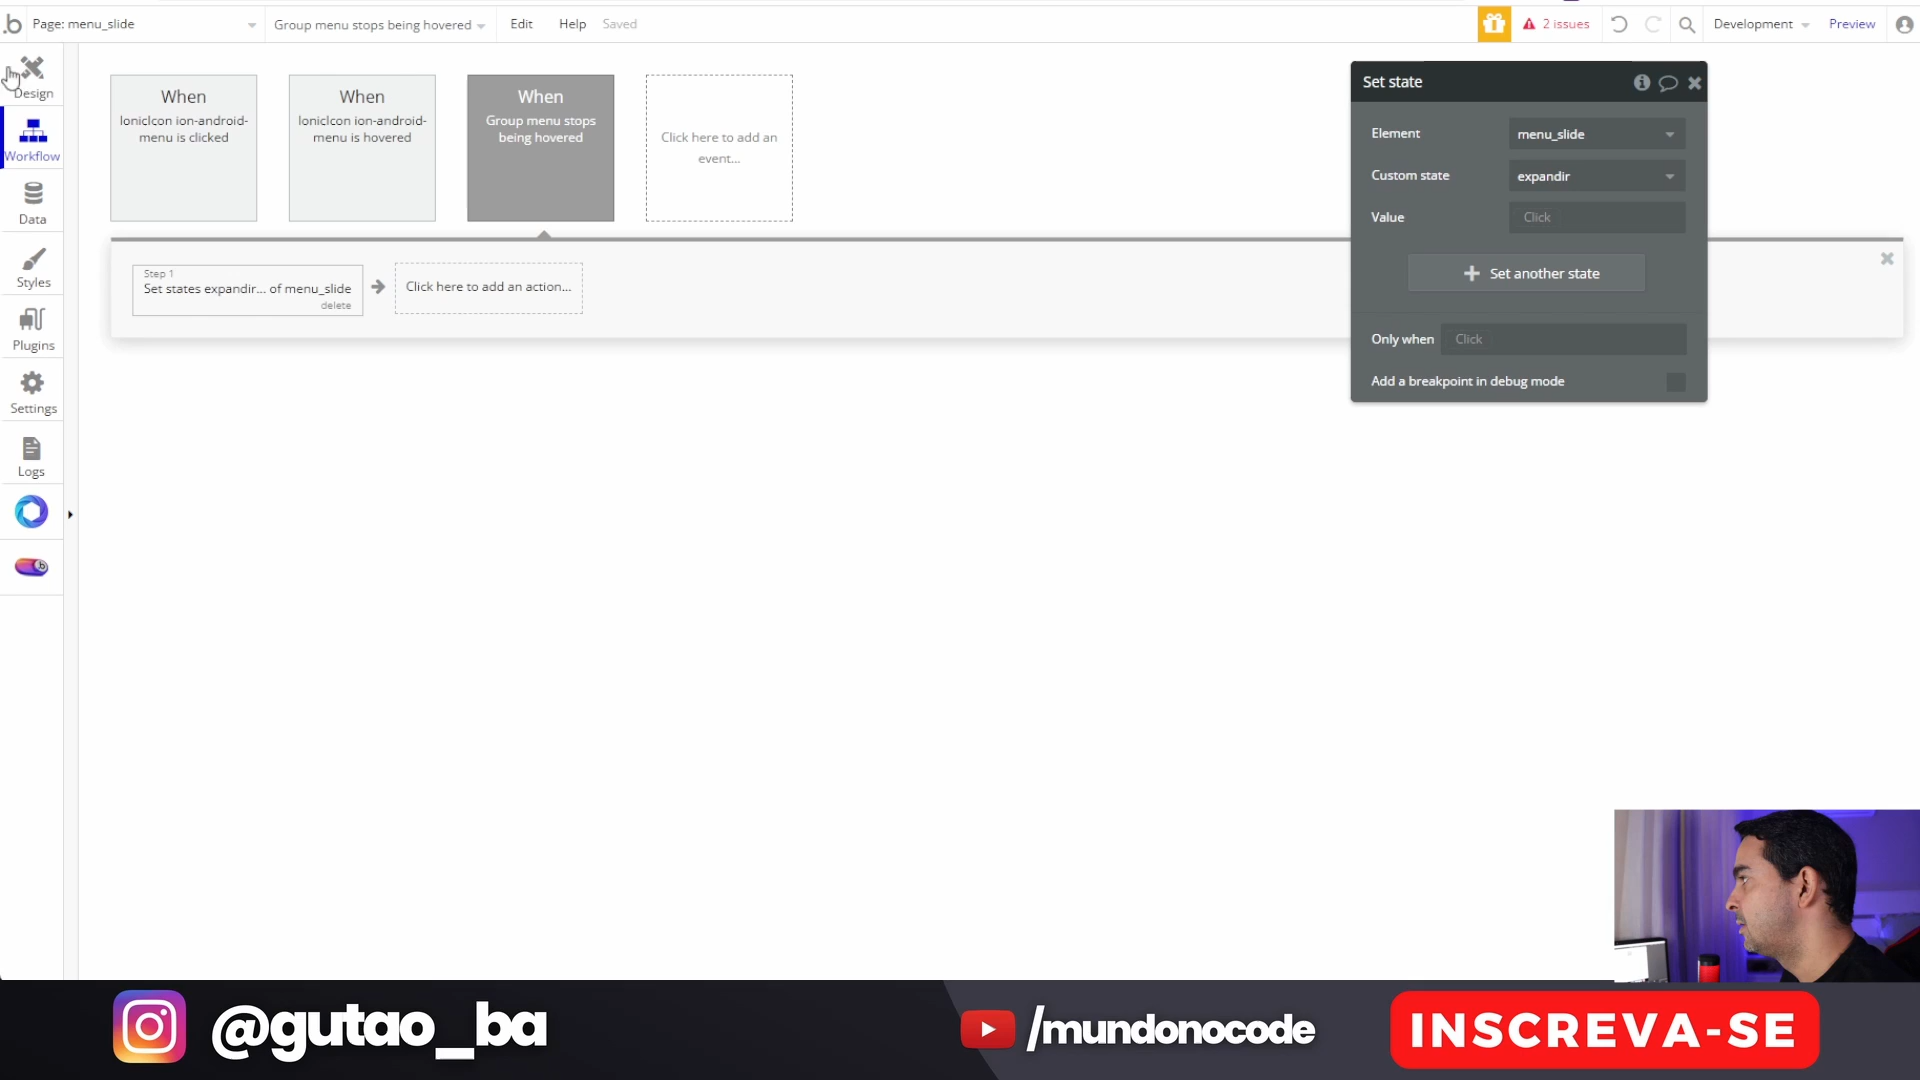 .b Page: menu_slide
Group menu stops being hovered
Edit
Help
Saved
2 issues
Development
Preview
Design
Workflow
Data
Styles
Plugins
Settings
Logs
When
IonicIcon ion-android-
menu is clicked
When
IonicIcon ion-android-
menu is hovered
When
Group menu stops
being hovered
Click here to add an
event...
Step 1
Set states expandir... of menu_slide
delete
Click here to add an action...
Set state
Element
menu_slide
Custom state
expandir
Value
Click
Set another state
Only when
Click
Add a breakpoint in debug mode
@gutao_ba
/mundonocode
INSCREVA-SE